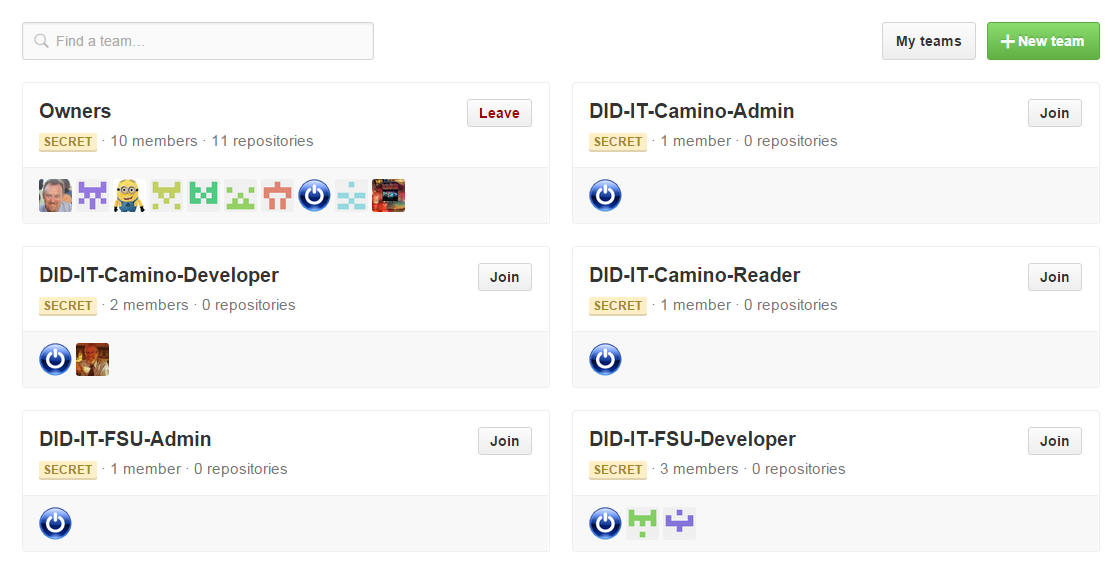 Find a team...
My teams
New team
Owners
Leave
SECRET · 10 members · 11 repositories
DID-IT-Camino-Admin
Join
SECRET · 1 member · 0 repositories
DID-IT-Camino-Developer
Join
SECRET · 2 members · 0 repositories
DID-IT-Camino-Reader
Join
SECRET · 1 member · 0 repositories
DID-IT-FSU-Admin
Join
SECRET · 1 member · 0 repositories
DID-IT-FSU-Developer
Join
SECRET · 3 members · 0 repositories